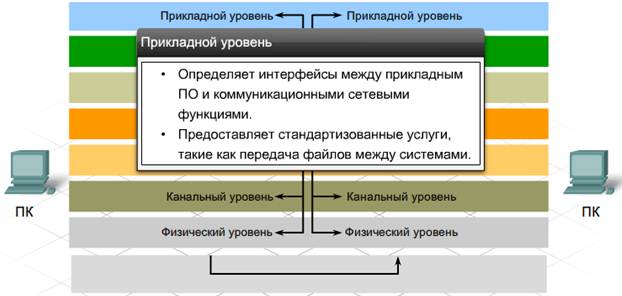 Прикладной уровень Прикладной уровень
Прикладной уровень
• Определяет интерфейсы между прикладным
ПО и коммуникационными сетевыми
функциями.
• Предоставляет стандартизованные услуги,
такие как передача файлов между системами.
Канальный уровень Канальный уровень
ПК ПК
Физический уровень Физический уровень